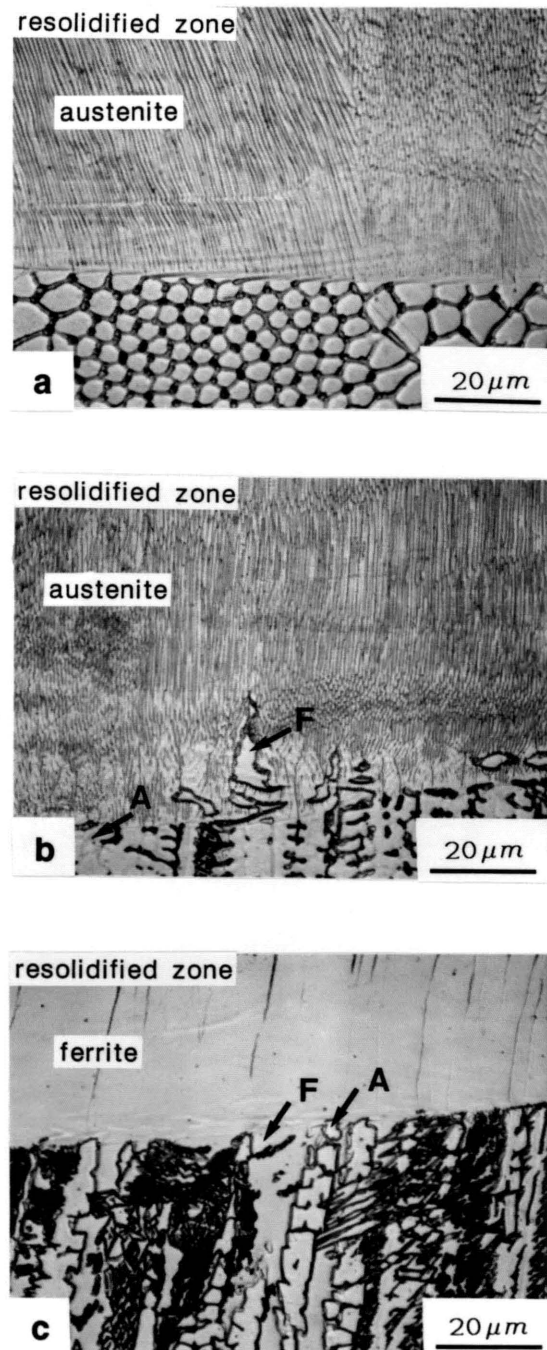 resolidified zone
austenite
a
20 μm
resolidified zone
austenite
F
A
b
20 μm
resolidified zone
ferrite
F
A
c
20 μm